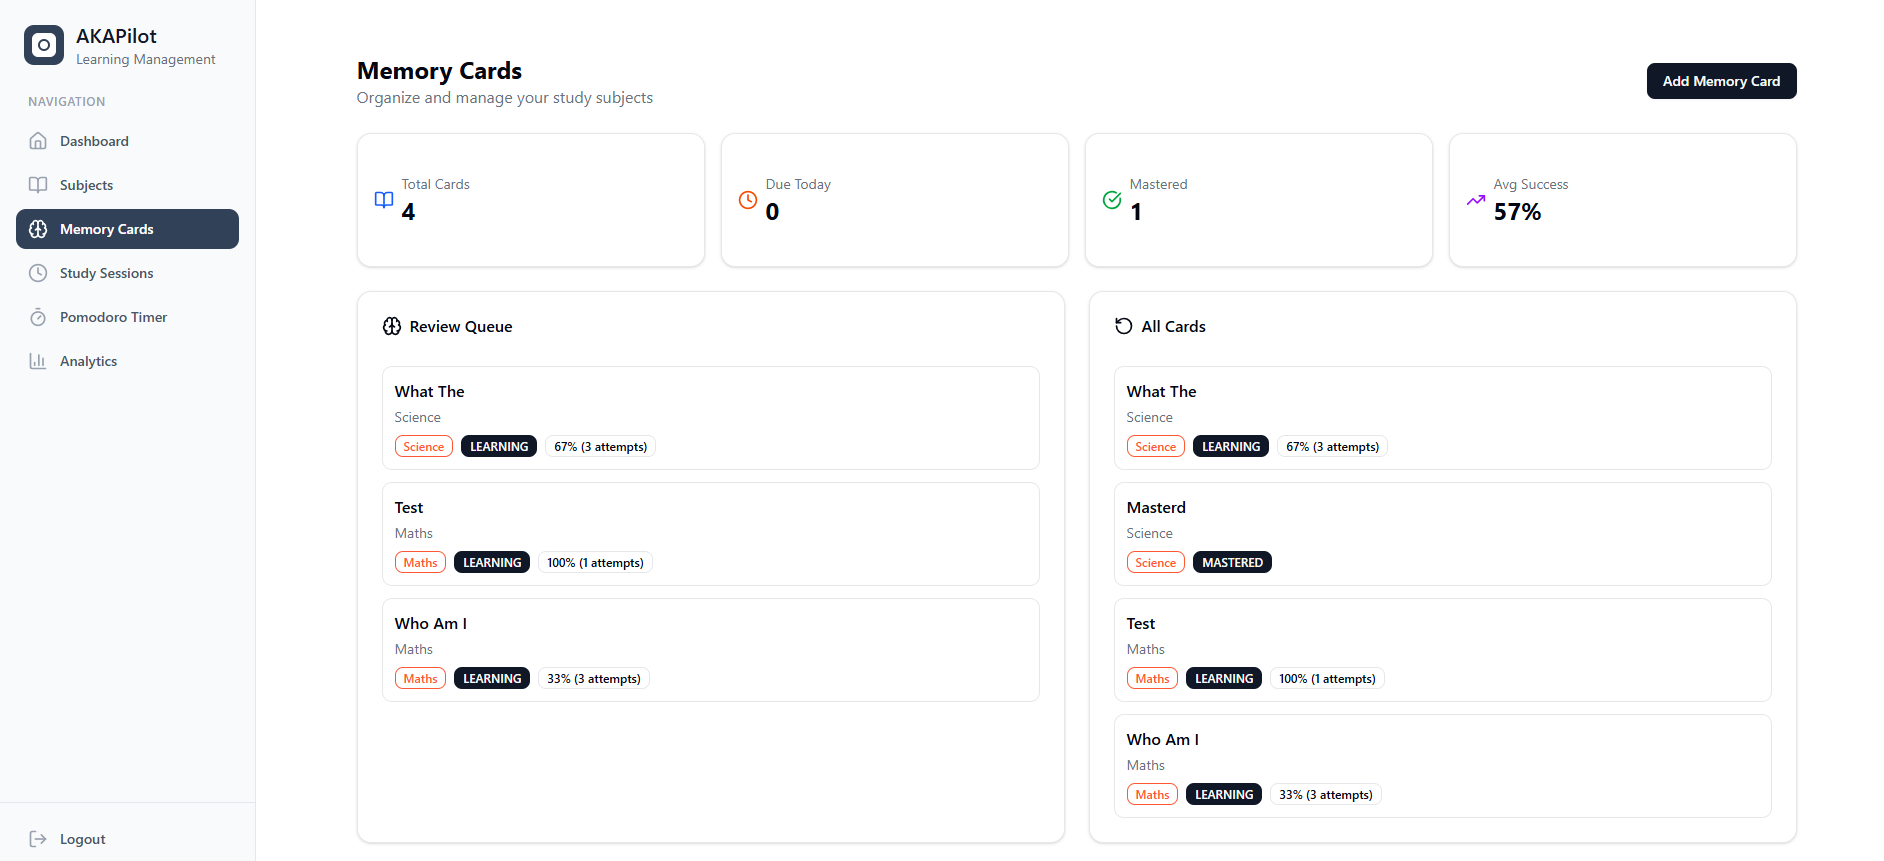 AKAPilot
Learning Management
NAVIGATION
Dashboard
Subjects
Memory Cards
Study Sessions
Pomodoro Timer
Analytics
Logout
Memory Cards
Organize and manage your study subjects
Add Memory Card
Total Cards
4
Due Today
0
Mastered
1
Avg Success
57%
Review Queue
What The
Science
Science LEARNING 67% (3 attempts)
Test
Maths
Maths LEARNING 100% (1 attempts)
Who Am I
Maths
Maths LEARNING 33% (3 attempts)
All Cards
What The
Science
Science LEARNING 67% (3 attempts)
Masterd
Science
Science MASTERED
Test
Maths
Maths LEARNING 100% (1 attempts)
Who Am I
Maths
Maths LEARNING 33% (3 attempts)